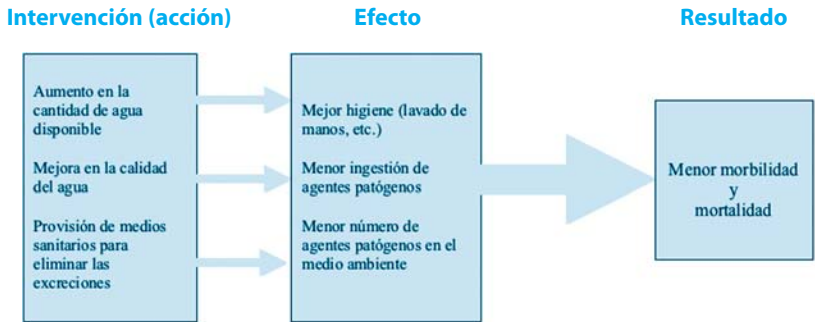 Intervención (acción)
Efecto
Resultado
Aumento en la
cantidad de agua
disponible
Mejora en la calidad
del agua
Provisión de medios
sanitarios para
eliminar las
excreciones
Mejor higiene (lavado de
manos, etc.)
Menor ingestión de
agentes patógenos
Menor número de
agentes patógenos en el
medio ambiente
Menor morbilidad
y
mortalidad